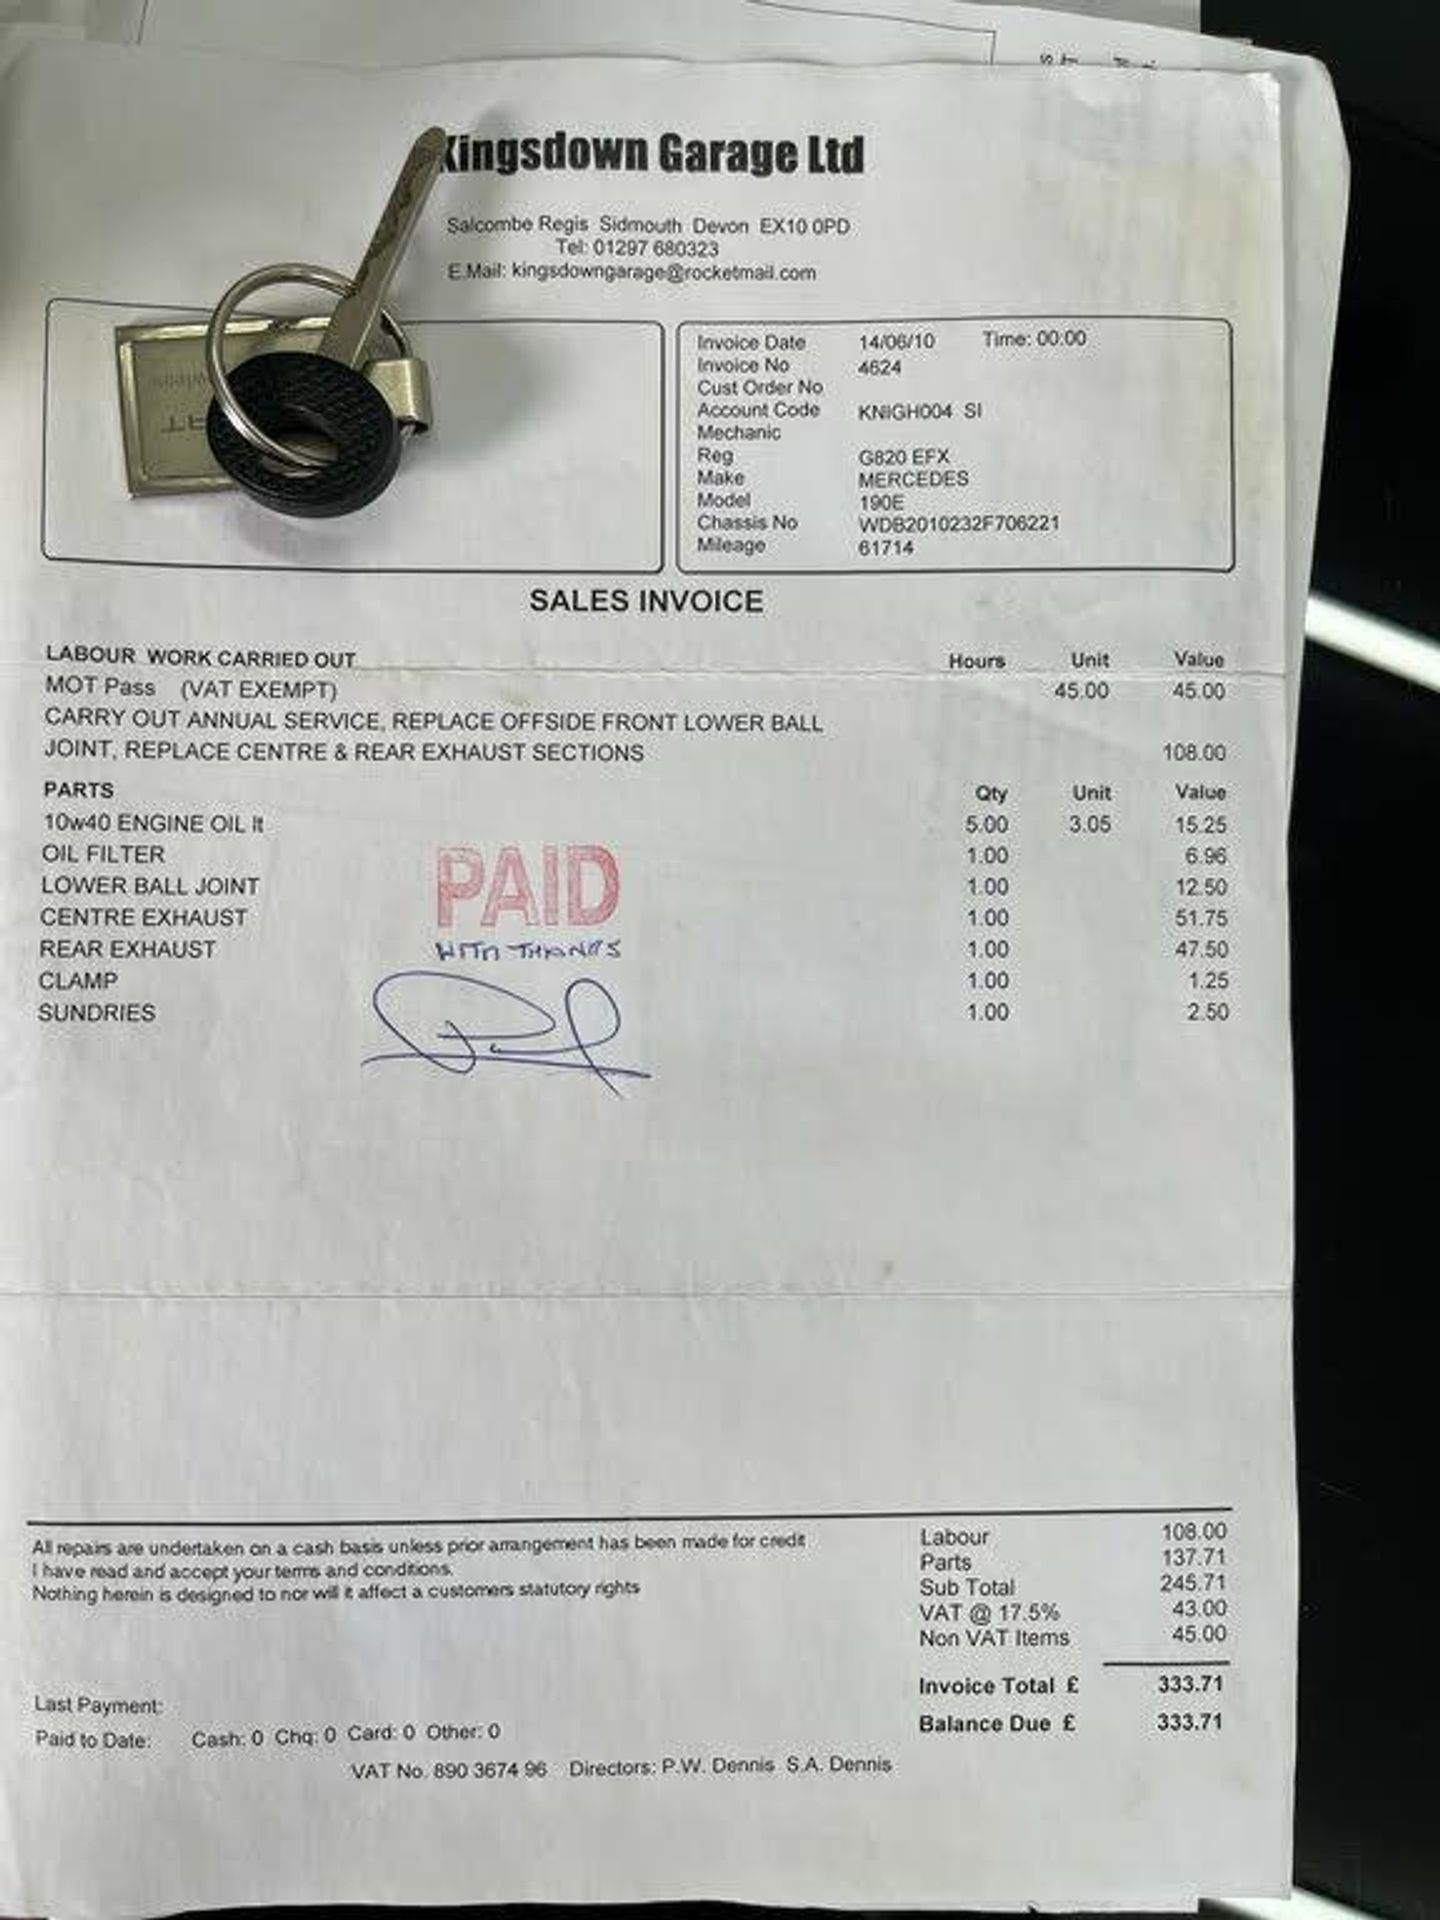 Kingsdown Garage Ltd
Salcombe Regis Sidmouth Devon EX10 0PD
Tel: 01297 680323
E.Mail: kingsdowngarage@rocketmail.com
Invoice Date 14/06/10 Time: 00:00
Invoice No 4624
Cust Order No
Account Code KNIGH004 SI
Mechanic
Reg G820 EFX
Make MERCEDES
Model 190E
Chassis No WDB2010232F706221
Mileage 61714
SALES INVOICE
LABOUR WORK CARRIED OUT Hours Unit Value
MOT Pass (VAT EXEMPT) 45.00 45.00
CARRY OUT ANNUAL SERVICE, REPLACE OFFSIDE FRONT LOWER BALL
JOINT, REPLACE CENTRE & REAR EXHAUST SECTIONS 108.00
PARTS Qty Unit Value
10w40 ENGINE OIL lt 5.00 3.05 15.25
OIL FILTER 1.00 6.96
LOWER BALL JOINT 1.00 12.50
CENTRE EXHAUST 1.00 51.75
REAR EXHAUST 1.00 47.50
CLAMP 1.00 1.25
SUNDRIES 1.00 2.50
PAID
WITH THANKS
All repairs are undertaken on a cash basis unless prior arrangement has been made for credit
I have read and accept your terms and conditions.
Nothing herein is designed to nor will it affect a customers statutory rights
Labour 108.00
Parts 137.71
Sub Total 245.71
VAT @ 17.5% 43.00
Non VAT Items 45.00
Invoice Total £ 333.71
Balance Due £ 333.71
Last Payment:
Paid to Date: Cash: 0 Chq: 0 Card: 0 Other: 0
VAT No. 890 3674 96 Directors: P.W. Dennis S.A. Dennis